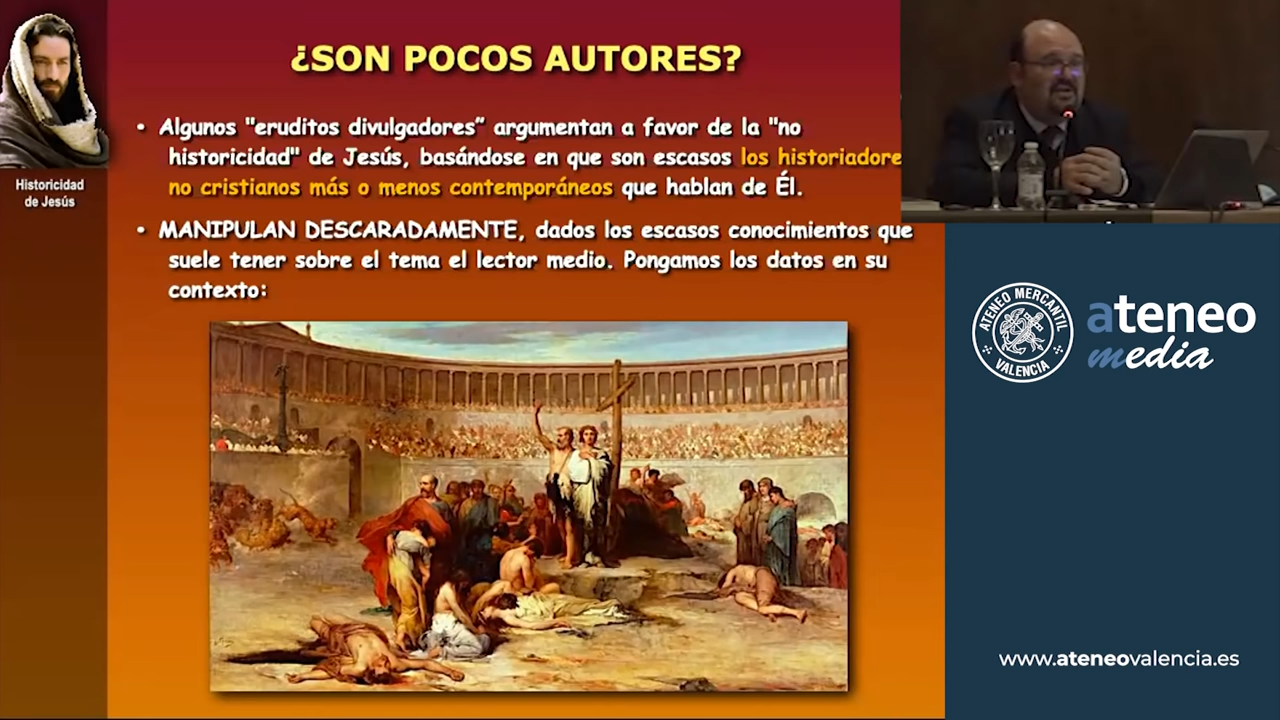 ¿SON POCOS AUTORES?
• Algunos "eruditos divulgadores” argumentan a favor de la "no
historicidad" de Jesús, basándose en que son escasos los historiadore
no cristianos más o menos contemporáneos que hablan de Él.
• MANIPULAN DESCARADAMENTE, dados los escasos conocimientos que
suele tener sobre el tema el lector medio. Pongamos los datos en su
contexto:
Historicidad
de Jesús
ATENEO MERCANTIL
VALENCIA
ateneo
media
www.ateneovalencia.es